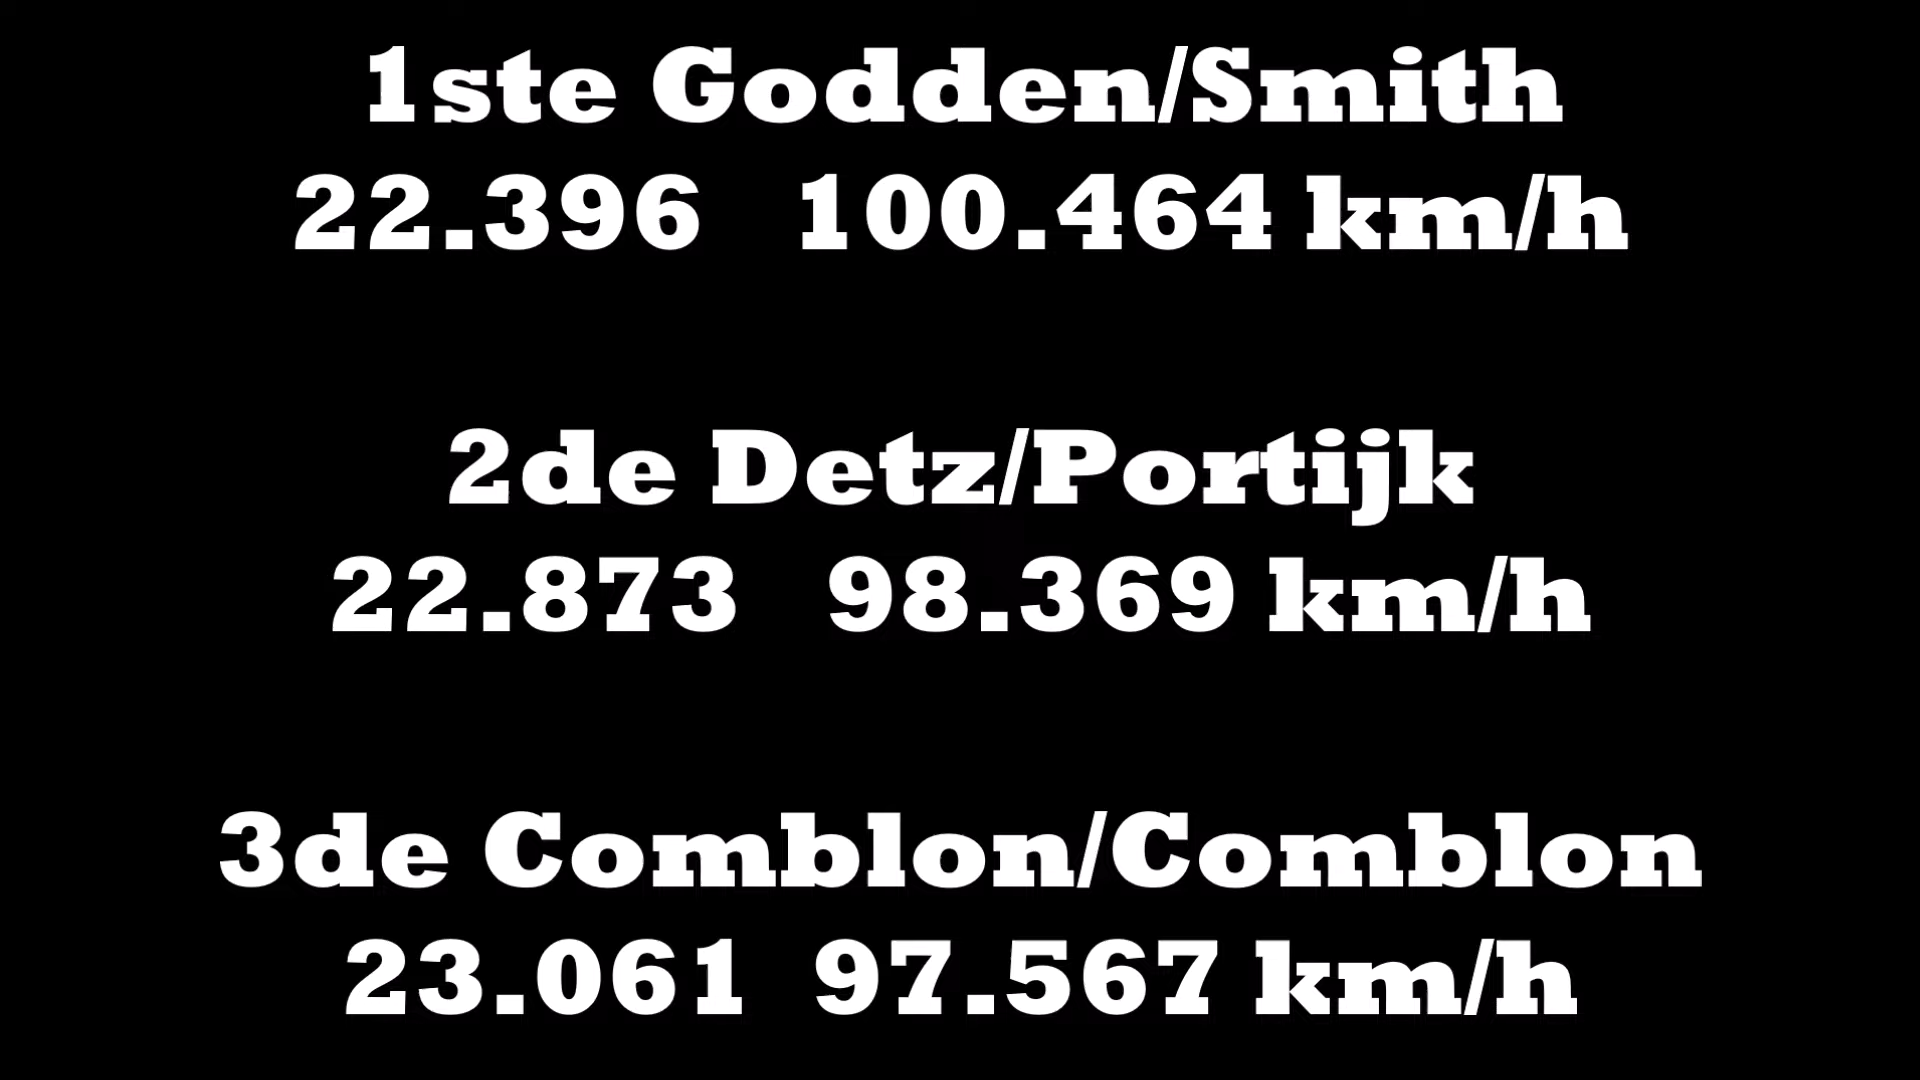 1ste Godden/Smith
22.396 100.464 km/h
2de Detz/Portijk
22.873 98.369 km/h
3de Comblon/Comblon
23.061 97.567 km/h